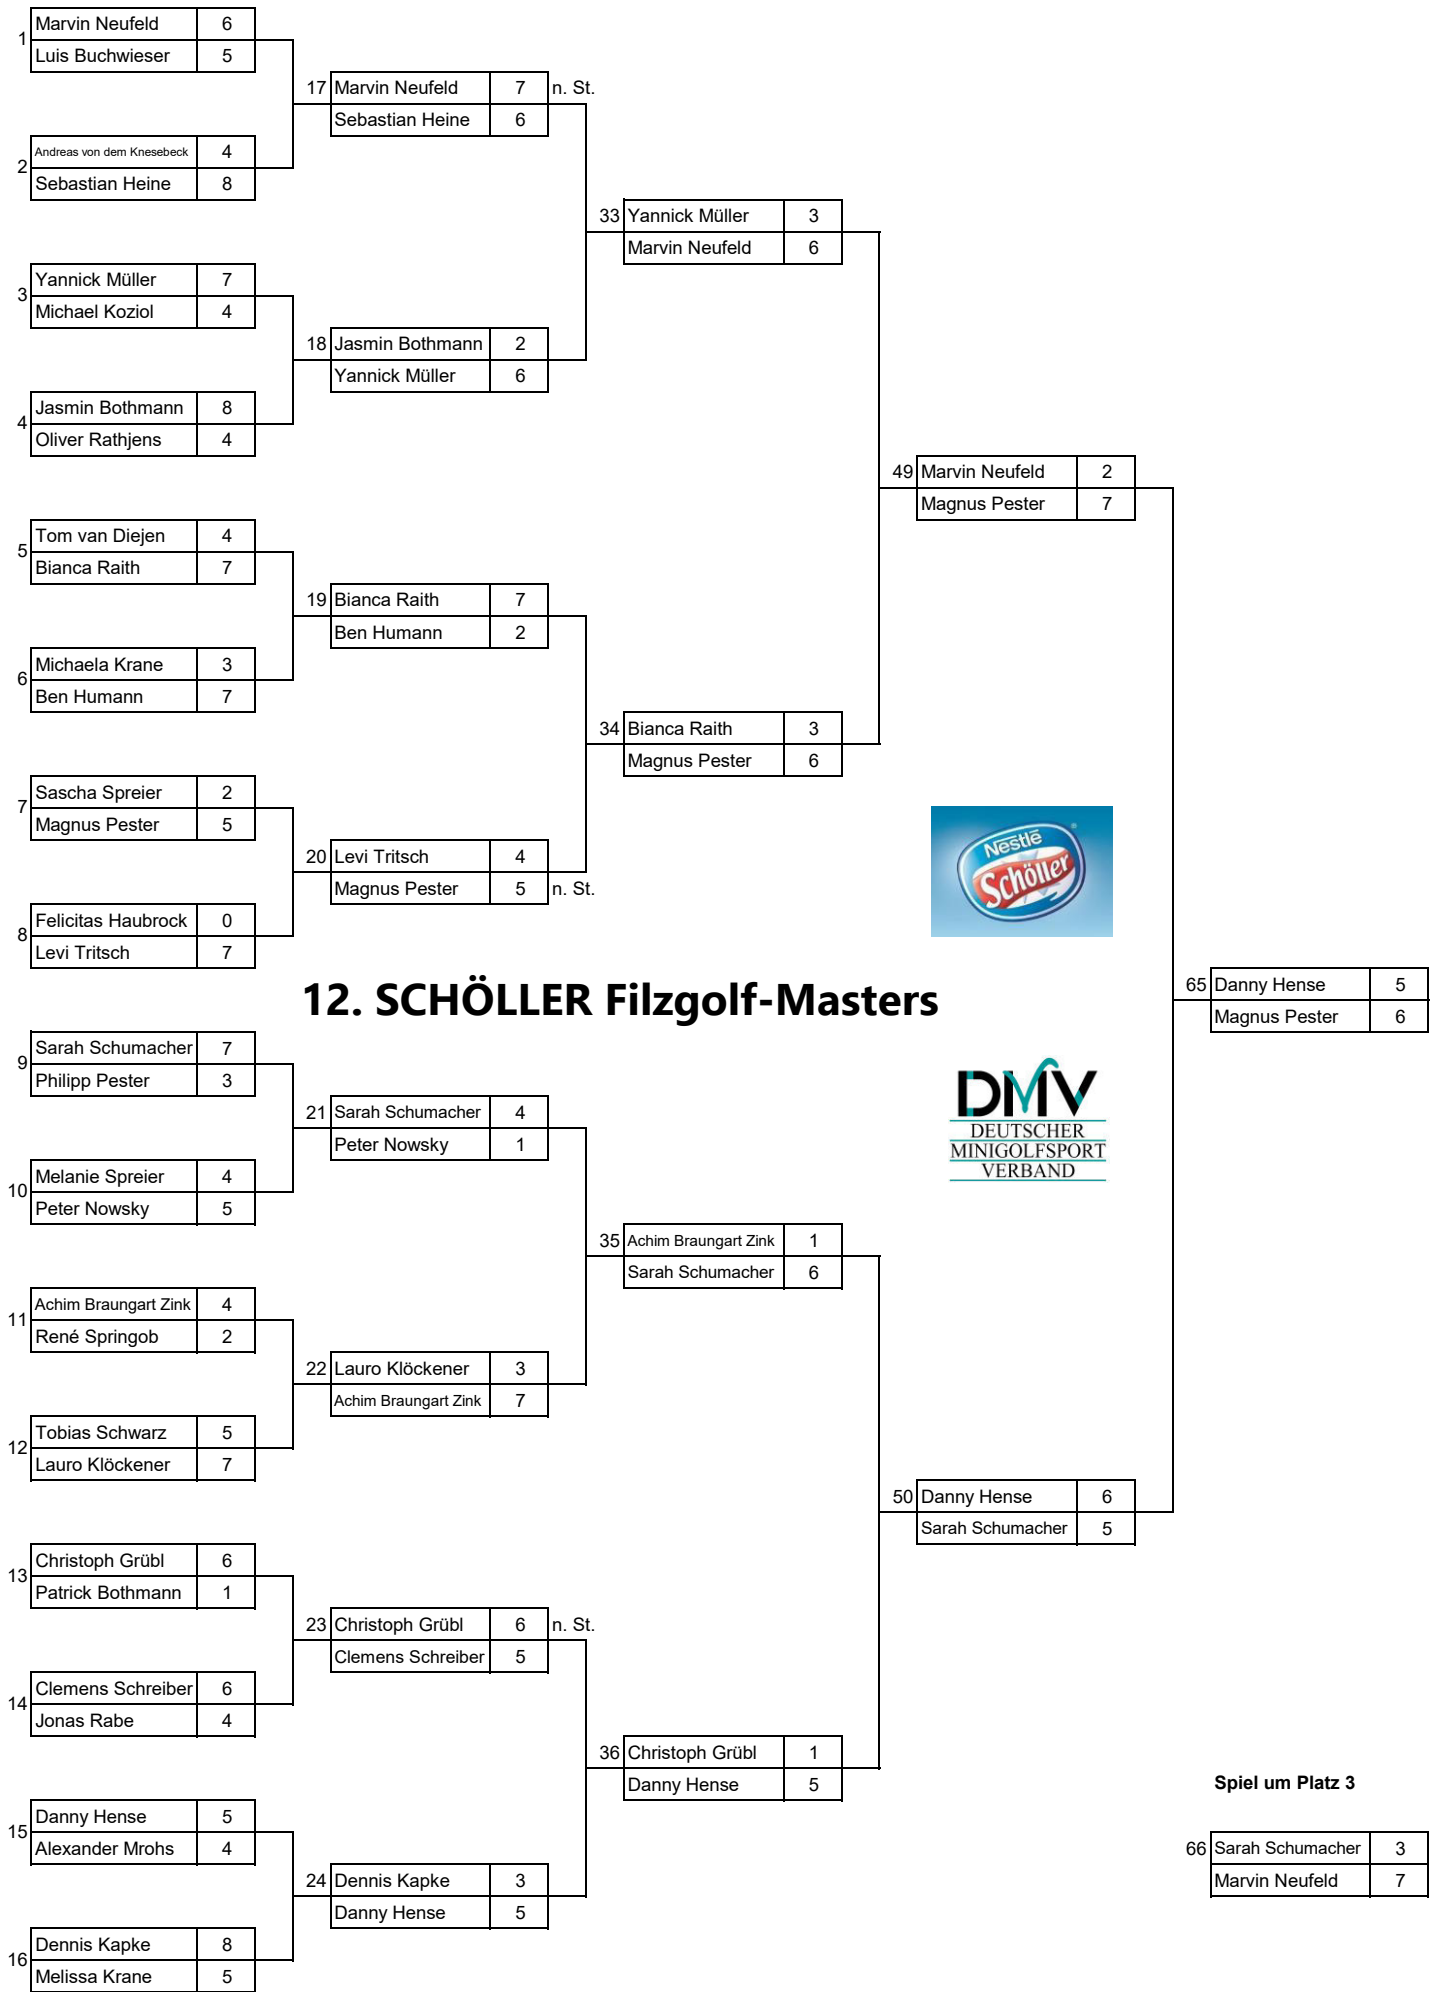 1 Marvin Neufeld 6
Luis Buchwieser 5
2 Andreas von dem Knesebeck 4
Sebastian Heine 8
3 Yannick Müller 7
Michael Koziol 4
4 Jasmin Bothmann 8
Oliver Rathjens 4
5 Tom van Diejen 4
Bianca Raith 7
6 Michaela Krane 3
Ben Humann 7
7 Sascha Spreier 2
Magnus Pester 5
8 Felicitas Haubrock 0
Levi Tritsch 7
9 Sarah Schumacher 7
Philipp Pester 3
10 Melanie Spreier 4
Peter Nowsky 5
11 Achim Braungart Zink 4
René Springob 2
12 Tobias Schwarz 5
Lauro Klöckener 7
13 Christoph Grübl 6
Patrick Bothmann 1
14 Clemens Schreiber 6
Jonas Rabe 4
15 Danny Hense 5
Alexander Mrohs 4
16 Dennis Kapke 8
Melissa Krane 5
17 Marvin Neufeld 7 n. St.
Sebastian Heine 6
18 Jasmin Bothmann 2
Yannick Müller 6
19 Bianca Raith 7
Ben Humann 2
20 Levi Tritsch 4
Magnus Pester 5 n. St.
12. SCHÖLLER Filzgolf-Masters
21 Sarah Schumacher 4
Peter Nowsky 1
22 Lauro Klöckener 3
Achim Braungart Zink 7
23 Christoph Grübl 6 n. St.
Clemens Schreiber 5
24 Dennis Kapke 3
Danny Hense 5
33 Yannick Müller 3
Marvin Neufeld 6
34 Bianca Raith 3
Magnus Pester 6
35 Achim Braungart Zink 1
Sarah Schumacher 6
36 Christoph Grübl 1
Danny Hense 5
49 Marvin Neufeld 2
Magnus Pester 7
Nestlé
Schöller
®
DMV
DEUTSCHER
MINIGOLFSPORT
VERBAND
50 Danny Hense 6
Sarah Schumacher 5
65 Danny Hense 5
Magnus Pester 6
Spiel um Platz 3
66 Sarah Schumacher 3
Marvin Neufeld 7